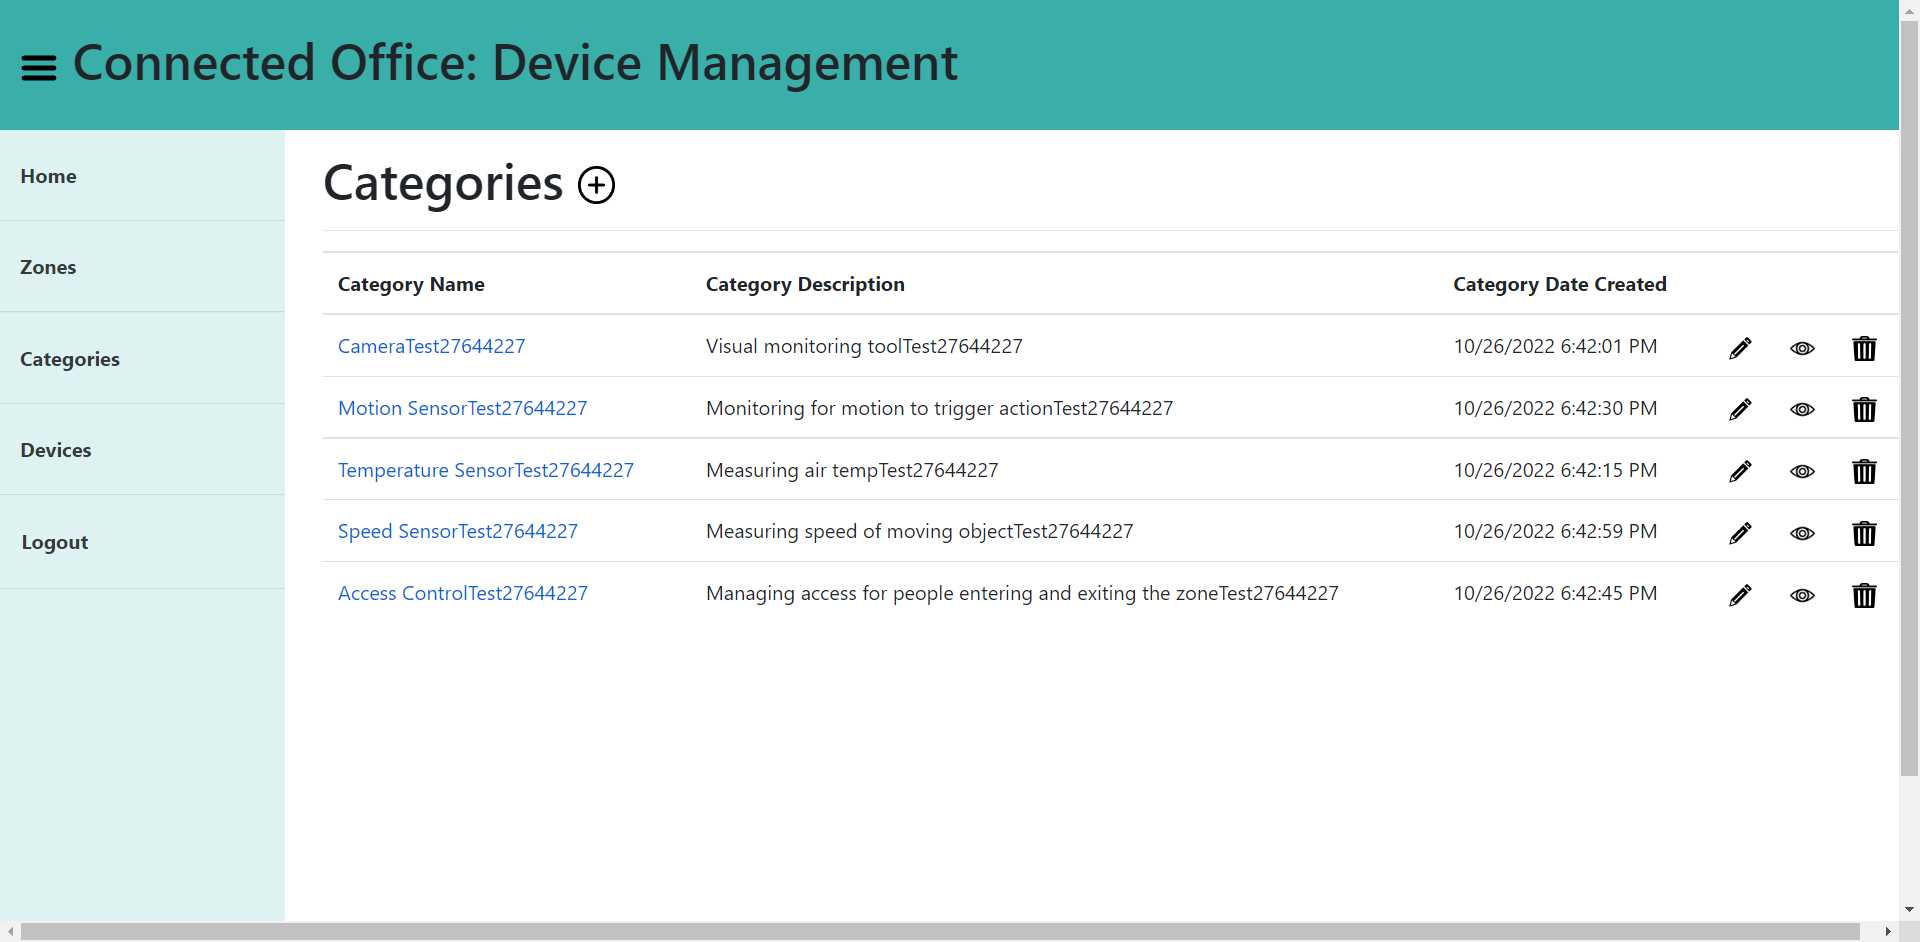 Connected Office: Device Management
Home
Zones
Categories
Devices
Logout
Categories
Category Name Category Description Category Date Created
CameraTest27644227 Visual monitoring toolTest27644227 10/26/2022 6:42:01 PM
Motion SensorTest27644227 Monitoring for motion to trigger actionTest27644227 10/26/2022 6:42:30 PM
Temperature SensorTest27644227 Measuring air tempTest27644227 10/26/2022 6:42:15 PM
Speed SensorTest27644227 Measuring speed of moving objectTest27644227 10/26/2022 6:42:59 PM
Access ControlTest27644227 Managing access for people entering and exiting the zoneTest27644227 10/26/2022 6:42:45 PM